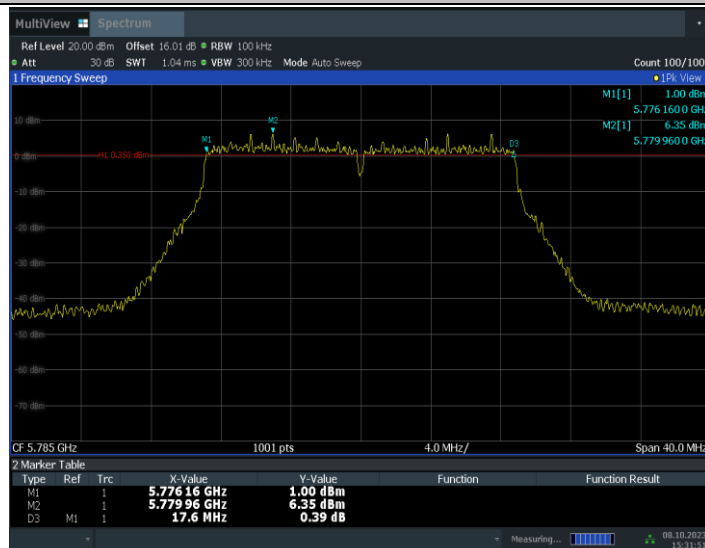 MultiView Spectrum
Ref Level 20.00 dBm Offset 16.01 dB RBW 100 kHz
Att 30 dB SWT 1.04 ms VBW 300 kHz Mode Auto Sweep Count 100/100
1 Frequency Sweep 1Pk View
M1[1] 1.00 dBm
5.776 160 0 GHz
M2[1] 6.35 dBm
5.779 960 0 GHz
10 dBm
M2
M1
D3
0 dBm
H1 0.350 dBm
-10 dBm
-20 dBm
-30 dBm
-40 dBm
-50 dBm
-60 dBm
-70 dBm
CF 5.785 GHz 1001 pts 4.0 MHz/ Span 40.0 MHz
2 Marker Table
Type Ref Trc X-Value Y-Value Function Function Result
M1 1 5.776 16 GHz 1.00 dBm
M2 1 5.779 96 GHz 6.35 dBm
D3 M1 1 17.6 MHz 0.39 dB
Measuring... 08.10.2023
15:31:51